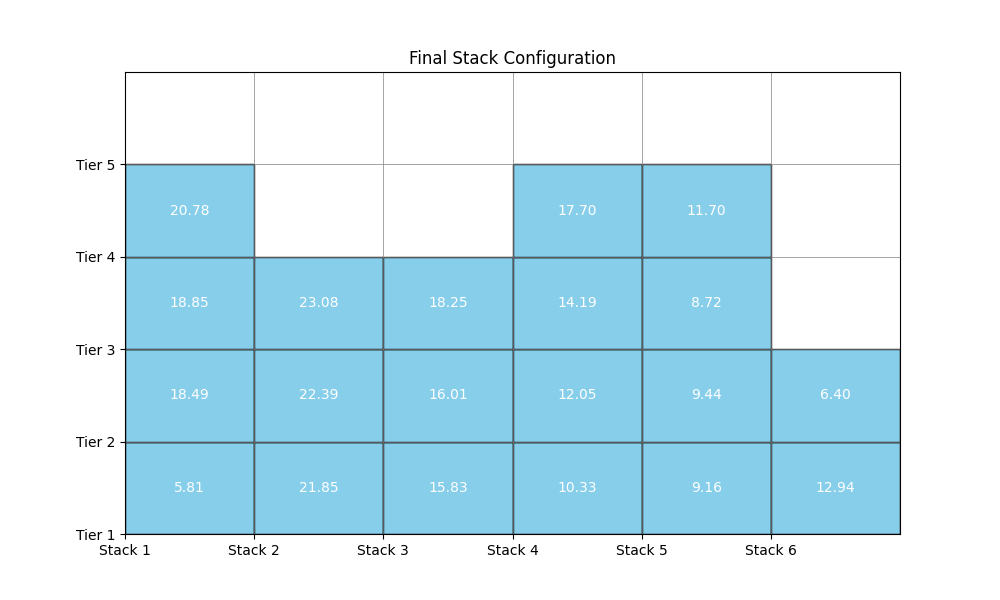 Final Stack Configuration
Tier 5
20.78 17.70 11.70
Tier 4
18.85 23.08 18.25 14.19 8.72
Tier 3
18.49 22.39 16.01 12.05 9.44 6.40
Tier 2
5.81 21.85 15.83 10.33 9.16 12.94
Tier 1
Stack 1 Stack 2 Stack 3 Stack 4 Stack 5 Stack 6